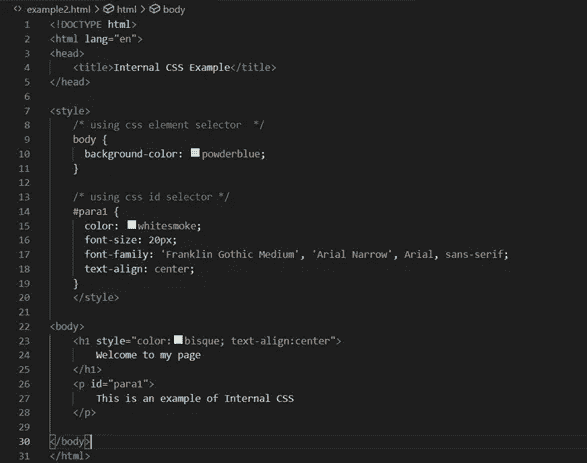 example2.html > html > body
1 <!DOCTYPE html>
2 <html lang="en">
3 <head>
4     <title>Internal CSS Example</title>
5 </head>
6
7 <style>
8     /* using css element selector  */
9     body {
10       background-color: powderblue;
11     }
12
13     /* using css id selector */
14     #para1 {
15       color: whitesmoke;
16       font-size: 20px;
17       font-family: 'Franklin Gothic Medium', 'Arial Narrow', Arial, sans-serif;
18       text-align: center;
19     }
20     </style>
21
22 <body>
23     <h1 style="color: bisque; text-align:center">
24         Welcome to my page
25     </h1>
26     <p id="para1">
27         This is an example of Internal CSS
28     </p>
29
30 </body>
31 </html>